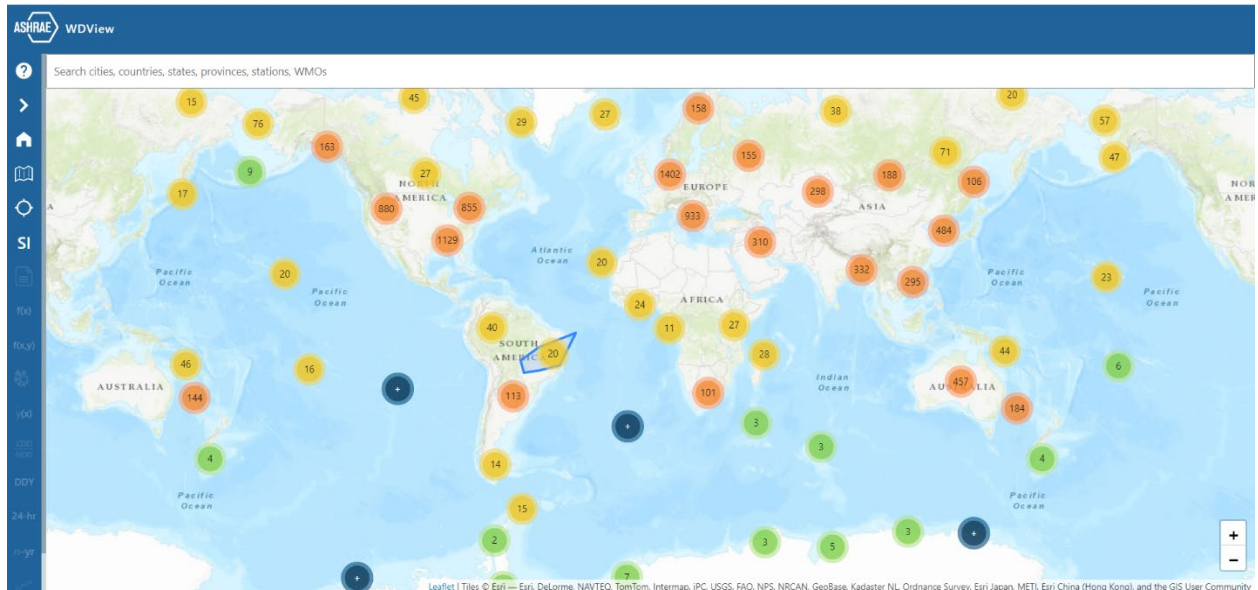 ASHRAE WDView
Search cities, countries, states, provinces, stations, WMOs
15
45
20
76
29
27
158
38
57
163
155
9
27
1402
71
47
NORTH
AMERICA
EUROPE
188
106
17
880
855
298
ASIA
933
SI
1129
Atlantic
Ocean
310
484
20
Pacific
Ocean
20
332
Pacific
Ocean
23
295
Pacific
Ocean
24
AFRICA
Pacific
Ocean
f(x)
40
11
27
f(x,y)
SOUTH
AMERICA
20
28
44
46
16
6
Indian
Ocean
AUSTRALIA
144
+
113
101
457
184
y(x)
+
3
3
4
4
14
DDY
Pacific
Ocean
Pacific
Ocean
24-hr
15
2
3
5
3
+
n-yr
+
7
+
−
Leaflet | Tiles © Esri — Esri, DeLorme, NAVTEQ, TomTom, Intermap, iPC, USGS, FAO, NPS, NRCAN, GeoBase, Kadaster NL, Ordnance Survey, Esri Japan, METI, Esri China (Hong Kong), and the GIS User Community